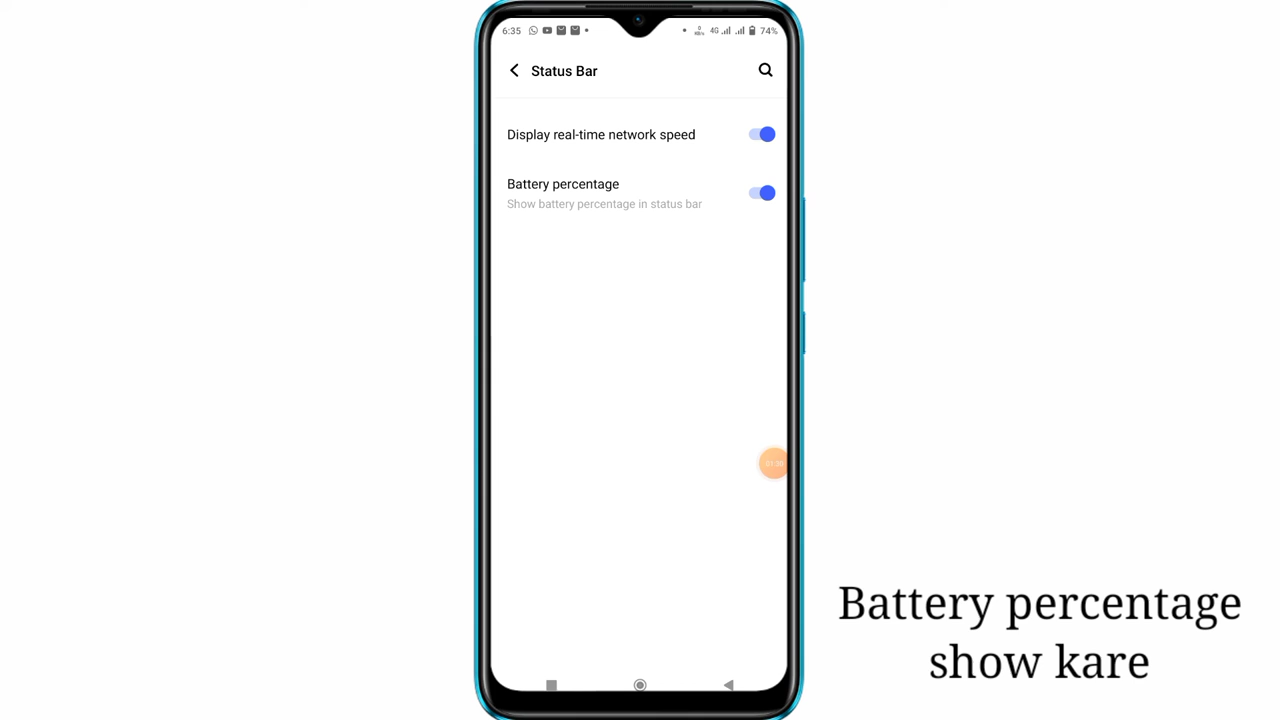 6:35 4G 74%
Status Bar
Display real-time network speed
Battery percentage
Show battery percentage in status bar
Battery percentage
show kare